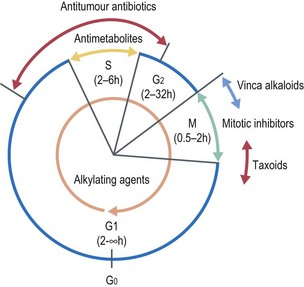 Antitumour antibiotics
Antimetabolites
S
(2–6h)
G2
(2–32h)
Vinca alkaloids
M
(0.5–2h)
Mitotic inhibitors
Taxoids
Alkylating agents
G1
(2-∞h)
G0